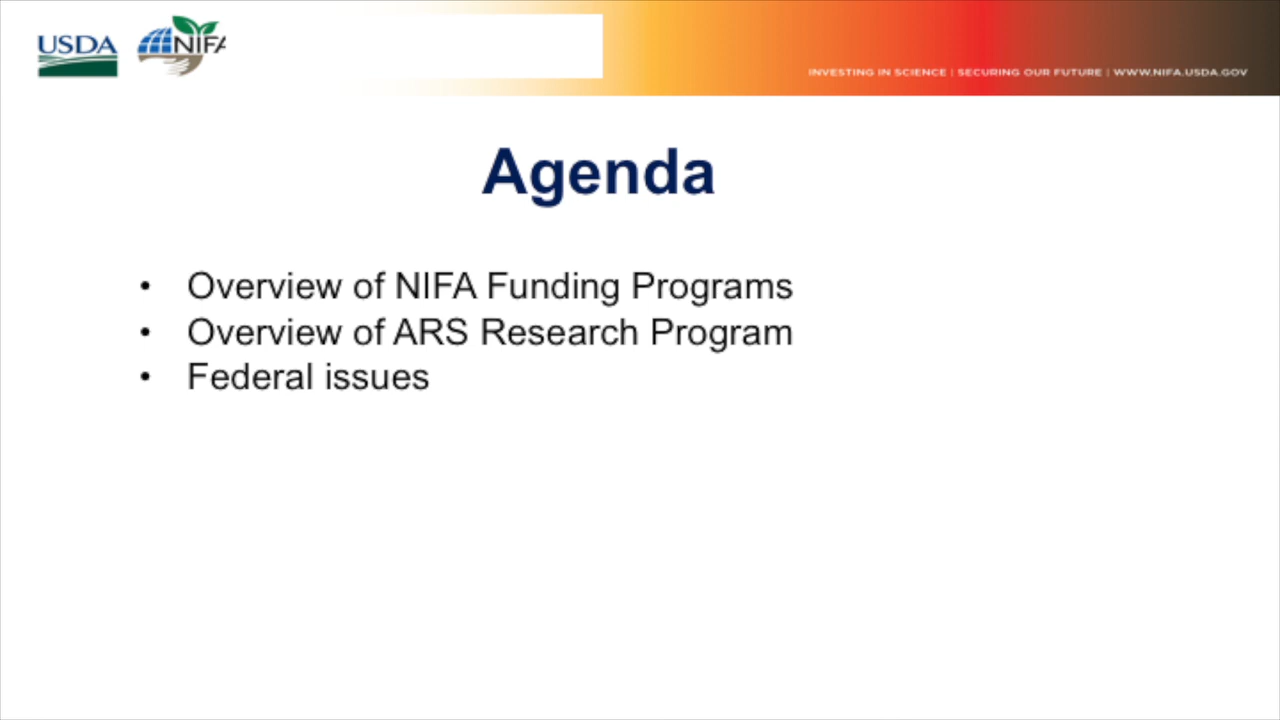 USDA
NIFA
INVESTING IN SCIENCE | SECURING OUR FUTURE | WWW.NIFA.USDA.GOV
Agenda
• Overview of NIFA Funding Programs
• Overview of ARS Research Program
• Federal issues